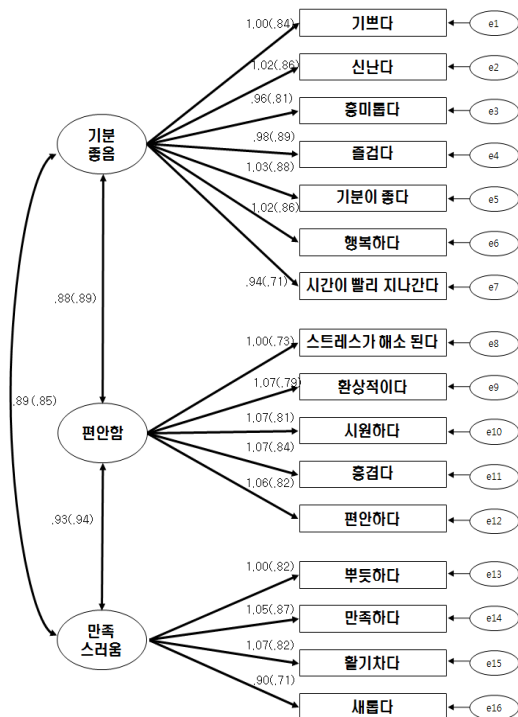 1,00(,84)
기쁘다
e1
1,02(,86)
신난다
e2
,96(,81)
흥미롭다
e3
,98(,89)
즐겁다
e4
1,03(,88)
기분이 좋다
e5
1,02(,86)
행복하다
e6
,94(,71)
시간이 빨리 지나간다
e7
기분
좋음
,88(,89)
,89(,85)
1,00(,73)
스트레스가 해소 된다
e8
1,07(,79)
환상적이다
e9
1,07(,81)
시원하다
e10
1,07(,84)
흥겹다
e11
1,06(,82)
편안하다
e12
편안함
,93(,94)
1,00(,82)
뿌듯하다
e13
1,05(,87)
만족하다
e14
1,07(,82)
활기차다
e15
,90(,71)
새롭다
e16
만족
스러움